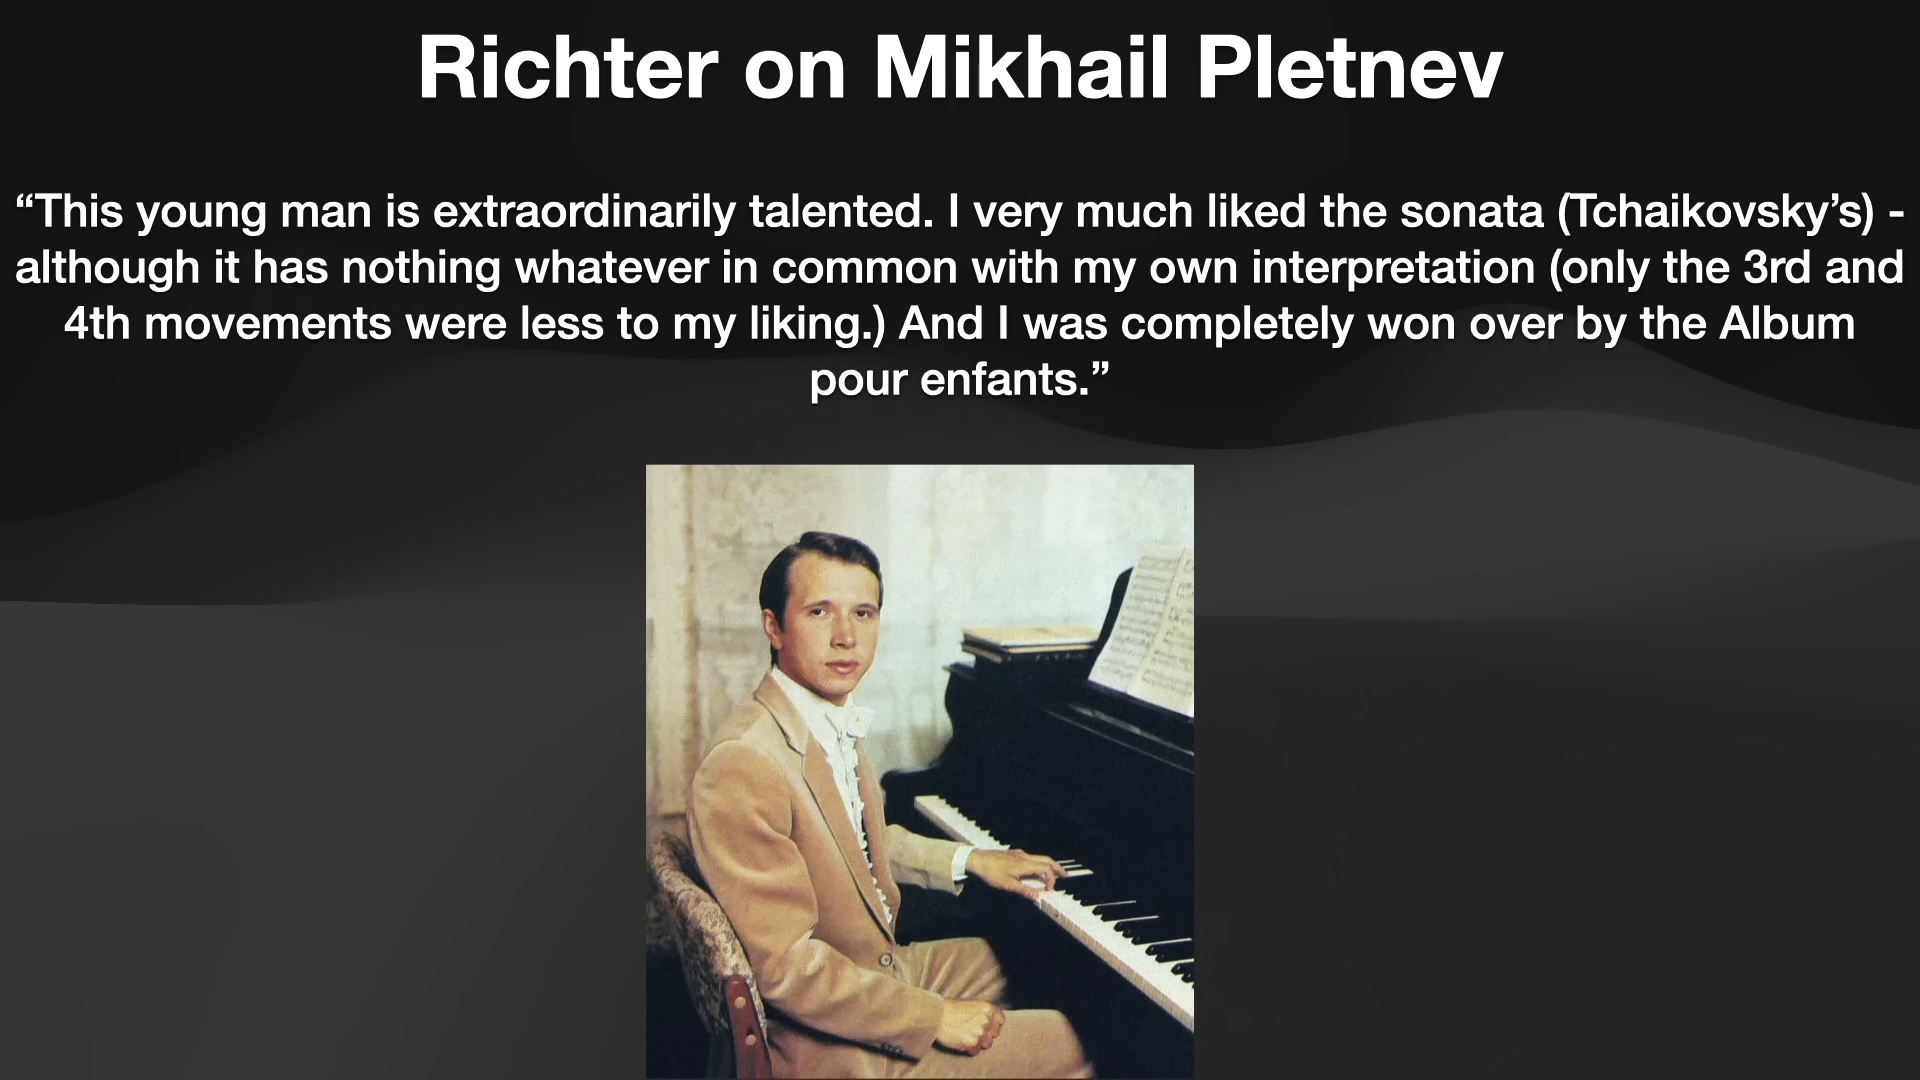 Richter on Mikhail Pletnev
“This young man is extraordinarily talented. I very much liked the sonata (Tchaikovsky’s) -
although it has nothing whatever in common with my own interpretation (only the 3rd and
4th movements were less to my liking.) And I was completely won over by the Album
pour enfants.”